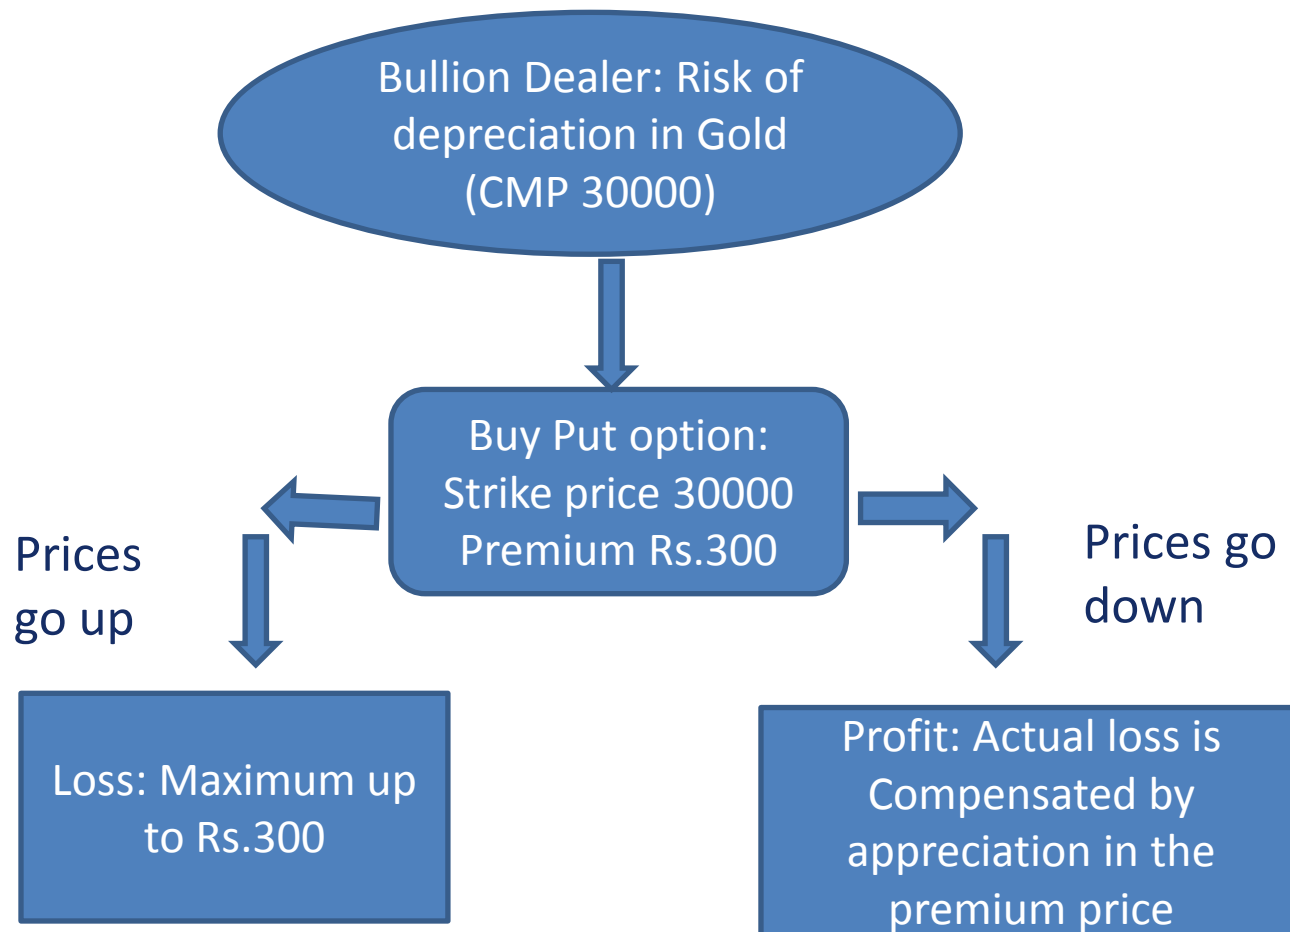 Bullion Dealer: Risk of
depreciation in Gold
(CMP 30000)
Buy Put option:
Strike price 30000
Premium Rs.300
Prices
go up
Prices go
down
Loss: Maximum up
to Rs.300
Profit: Actual loss is
Compensated by
appreciation in the
premium price